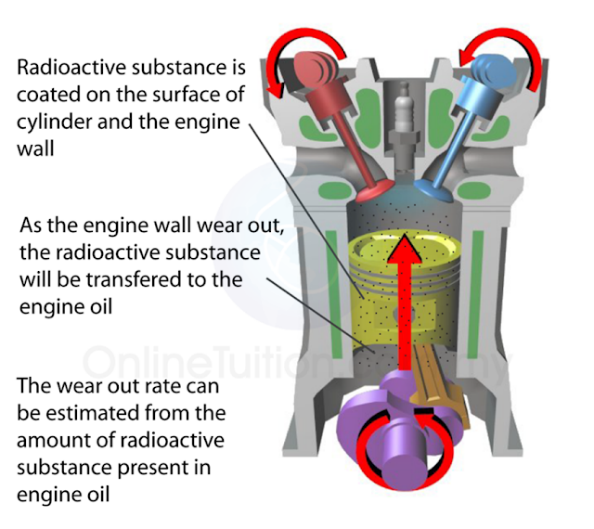 Radioactive substance is
coated on the surface of
cylinder and the engine
wall
As the engine wall wear out,
the radioactive substance
will be transfered to the
engine oil
OnlineTuition
my
The wear out rate can
be estimated from the
amount of radioactive
substance present in
engine oil